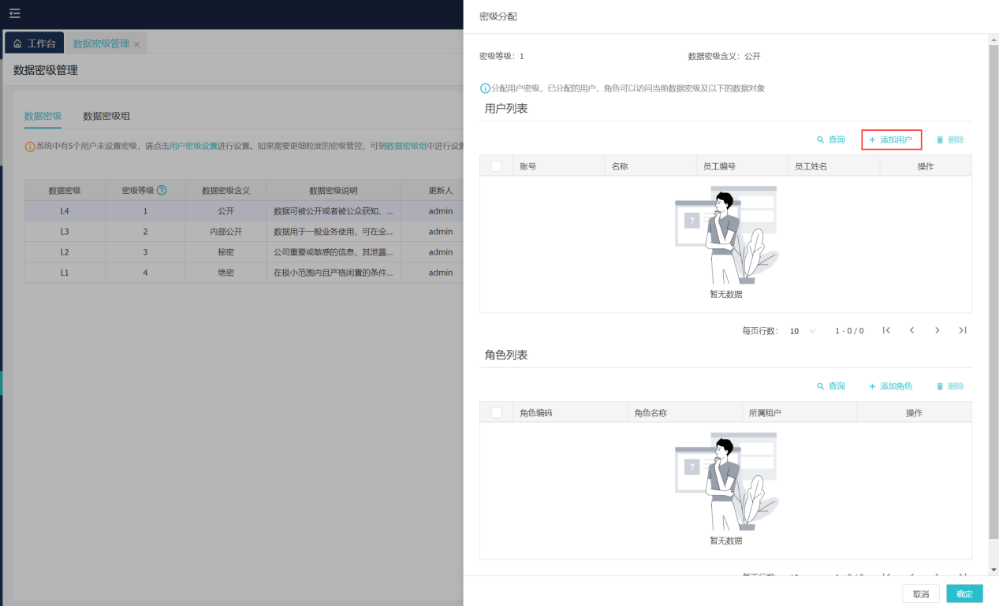 工作台 数据密级管理 ×
数据密级管理
数据密级 数据密级组
系统中有5个用户未设置密级，请点击用户密级设置进行设置。如果需要更细粒度的密级管控，可到数据密级组中进行设置
数据密级 密级等级 ? 数据密级含义 数据密级说明 更新人
L4 1 公开 数据可被公开或者被公众获知、... admin
L3 2 内部公开 数据用于一般业务使用，可在全... admin
L2 3 秘密 公司重要或敏感的信息，其泄露... admin
L1 4 绝密 在极小范围内且严格闲置的条件... admin
密级分配
密级等级：1 数据密级含义：公开
分配用户密级，已分配的用户、角色可以访问当前数据密级及以下的数据对象
用户列表
查询 + 添加用户 删除
账号 名称 员工编号 员工姓名 操作
?
暂无数据
每页行数： 10 1 - 0 / 0
角色列表
查询 + 添加角色 删除
角色编码 角色名称 所属租户 操作
?
暂无数据
取消 确定